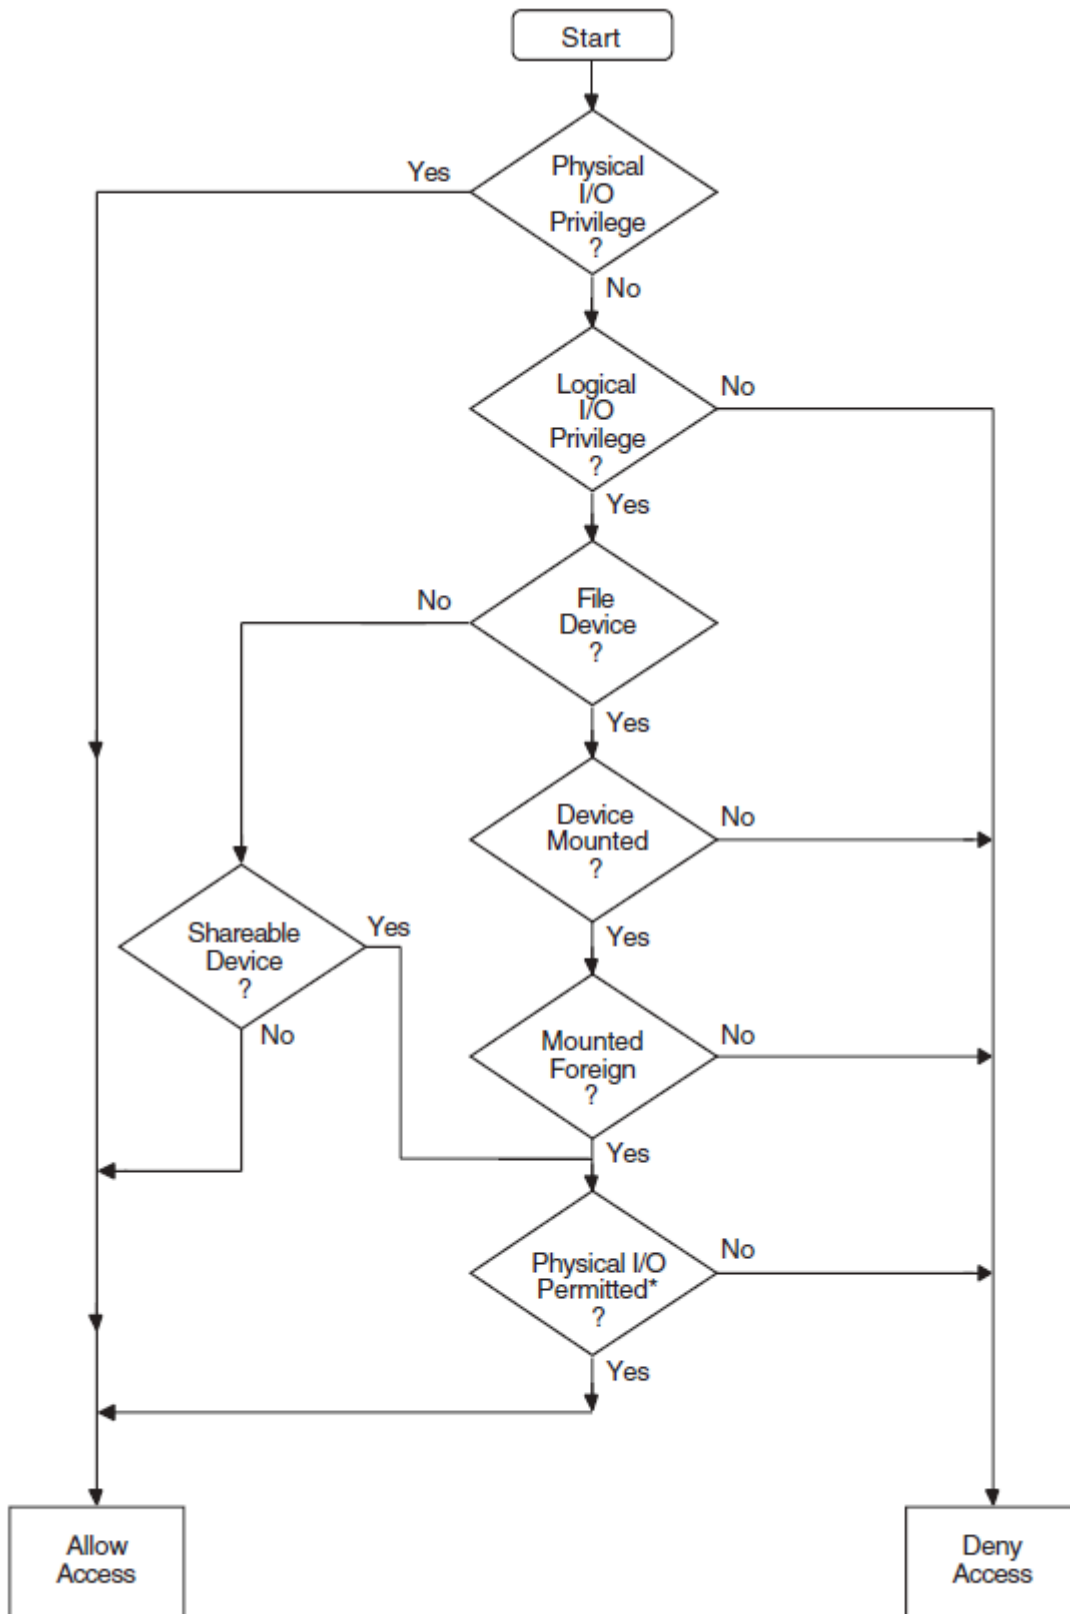 Start
Physical
I/O
Privilege
?
Yes
No
Logical
I/O
Privilege
?
No
Yes
File
Device
?
No
Yes
Device
Mounted
?
No
Yes
Shareable
Device
?
Yes
No
Mounted
Foreign
?
No
Yes
Physical I/O
Permitted*
?
No
Yes
Allow
Access
Deny
Access